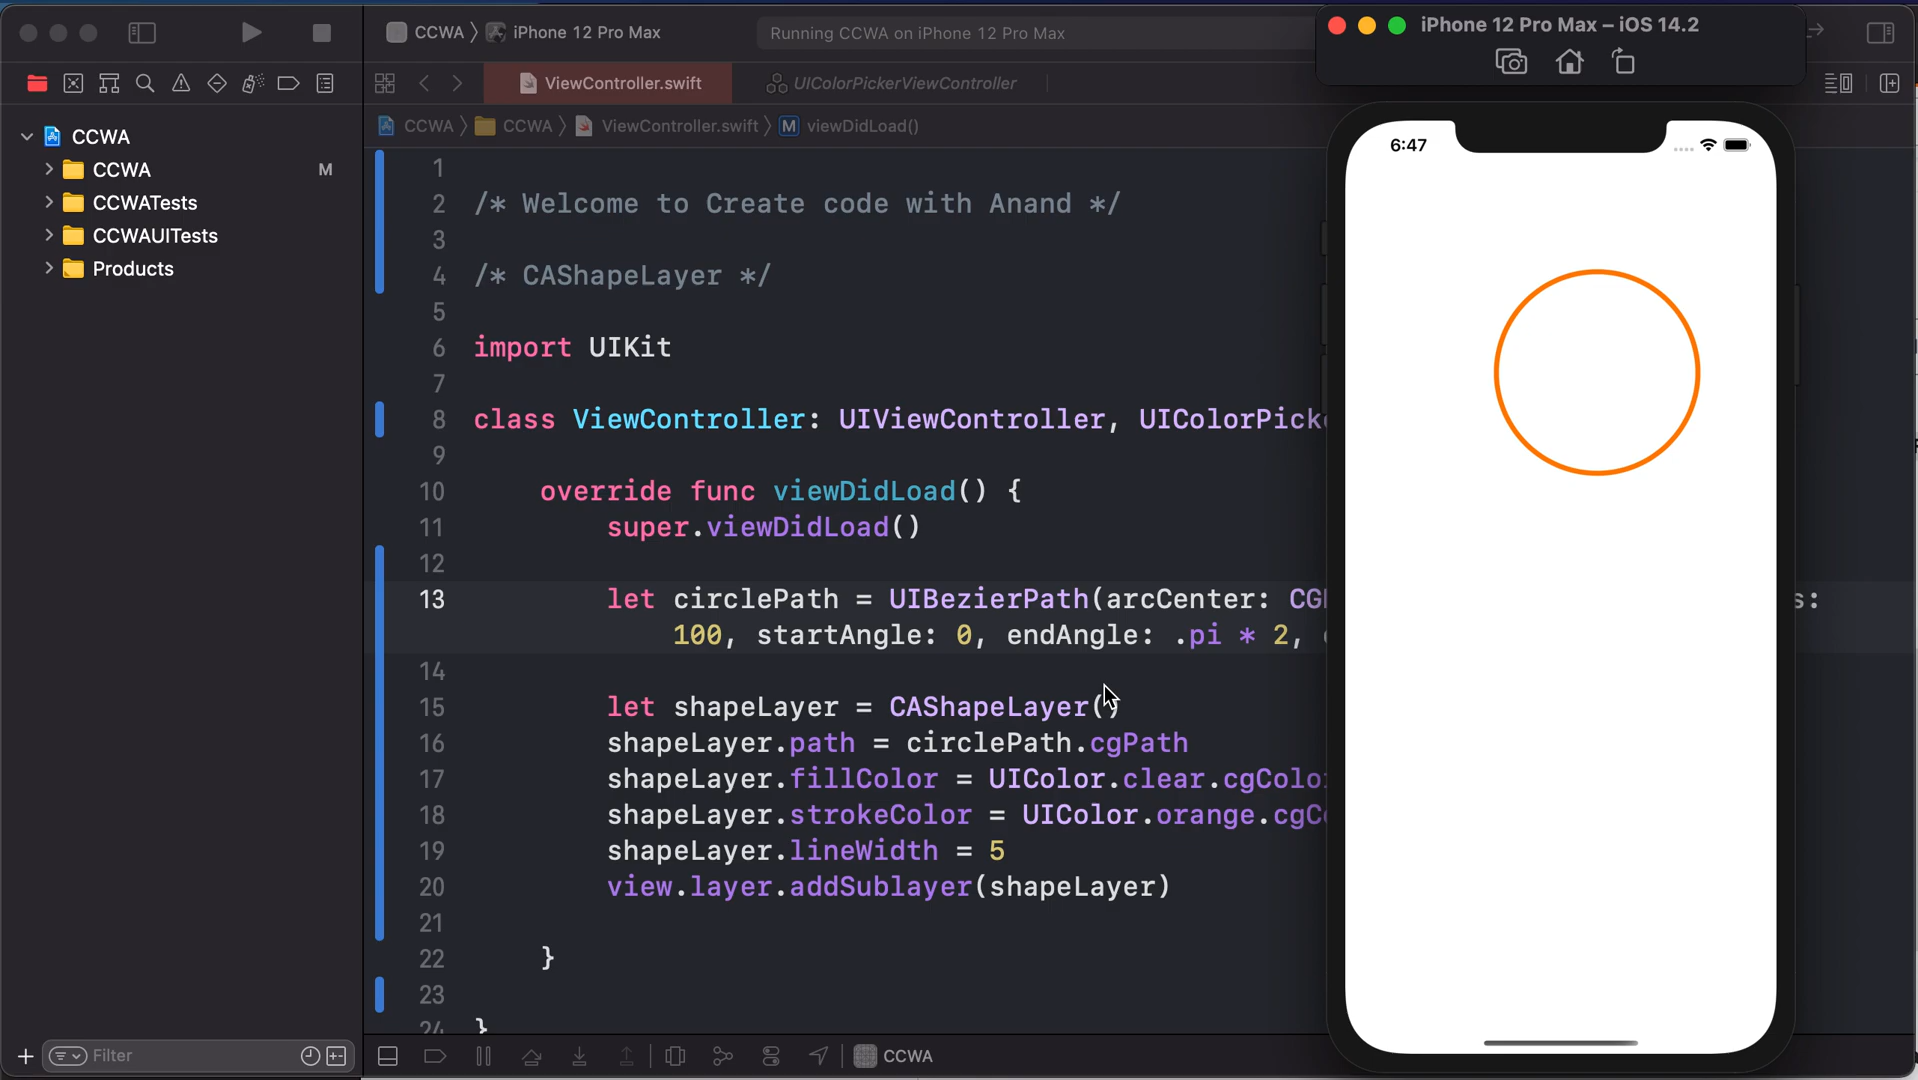 CCWA
iPhone 12 Pro Max
Running CCWA on iPhone 12 Pro Max
iPhone 12 Pro Max – iOS 14.2
ViewController.swift
UIColorPickerViewController
CCWA
CCWA
ViewController.swift
M
viewDidLoad()
CCWA
CCWA
M
CCWATests
CCWAUITests
Products
6:47
1
2 /* Welcome to Create code with Anand */
3
4 /* CAShapeLayer */
5
6 import UIKit
7
8 class ViewController: UIViewController, UIColorPick
9
10 override func viewDidLoad() {
11 super.viewDidLoad()
12
13 let circlePath = UIBezierPath(arcCenter: CG s:
100, startAngle: 0, endAngle: .pi * 2,
14
15 let shapeLayer = CAShapeLayer()
16 shapeLayer.path = circlePath.cgPath
17 shapeLayer.fillColor = UIColor.clear.cgColo
18 shapeLayer.strokeColor = UIColor.orange.cgC
19 shapeLayer.lineWidth = 5
20 view.layer.addSublayer(shapeLayer)
21
22 }
23
24 }
Filter
CCWA